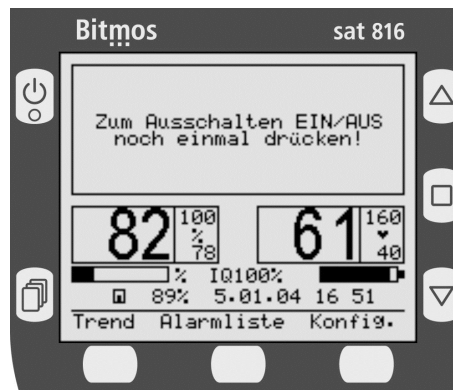 Bitmos sat 816
Zum Ausschalten EIN/AUS
noch einmal drücken!
82 100 % 78 61 160 ♥ 40
% IQ100%
89% 5.01.04 16 51
Trend Alarmliste Konfig.